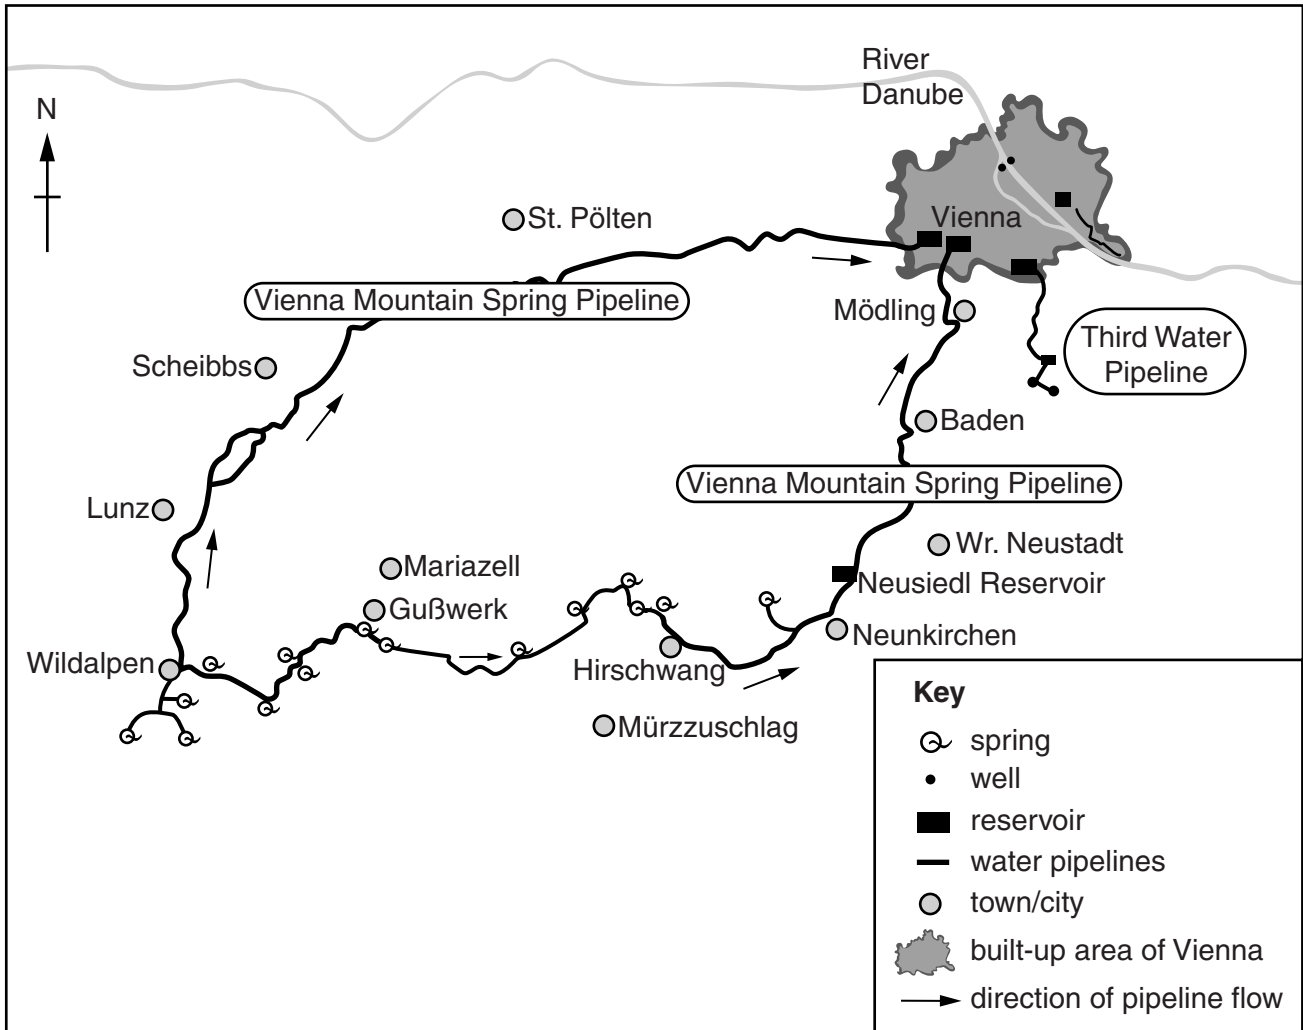 River
Danube
N
St. Pölten
Vienna
Vienna Mountain Spring Pipeline
Mödling
Third Water
Pipeline
Scheibbs
Baden
Vienna Mountain Spring Pipeline
Lunz
Wr. Neustadt
Mariazell
Neusiedl Reservoir
Gußwerk
Neunkirchen
Wildalpen
Hirschwang
Mürzzuschlag
Key
spring
well
reservoir
water pipelines
town/city
built-up area of Vienna
direction of pipeline flow